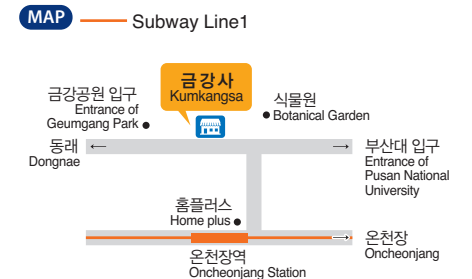 MAP
Subway Line1
금강사
Kumkangsa
금강공원 입구
Entrance of
Geumgang Park
식물원
Botanical Garden
동래 ←
Dongnae
→ 부산대 입구
Entrance of
Pusan National
University
홈플러스
Home plus
→ 온천장
Oncheonjang
온천장역
Oncheonjang Station